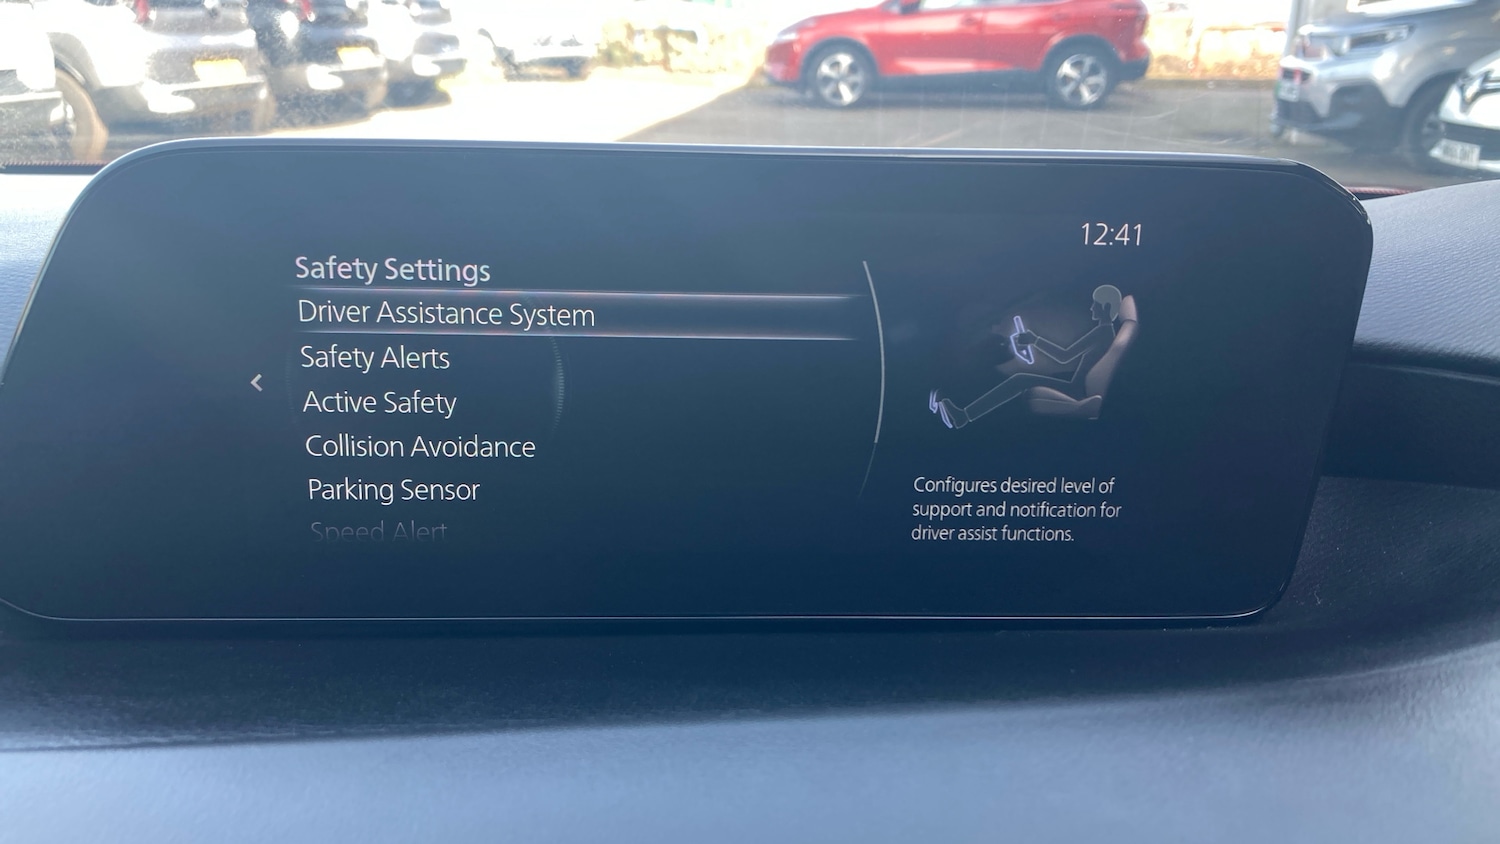 12:41
Safety Settings
Driver Assistance System
Safety Alerts
Active Safety
Collision Avoidance
Parking Sensor
Speed Alert
Configures desired level of
support and notification for
driver assist functions.